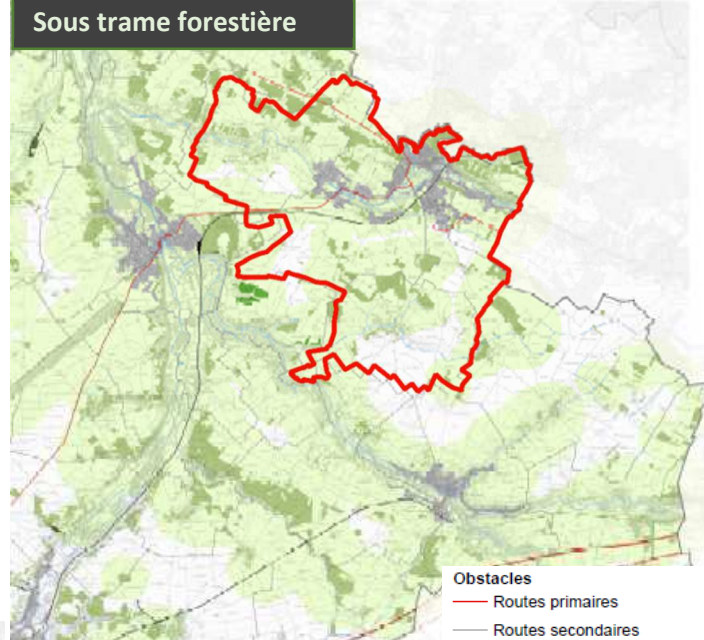 Sous trame forestière
Obstacles
Routes primaires
Routes secondaires